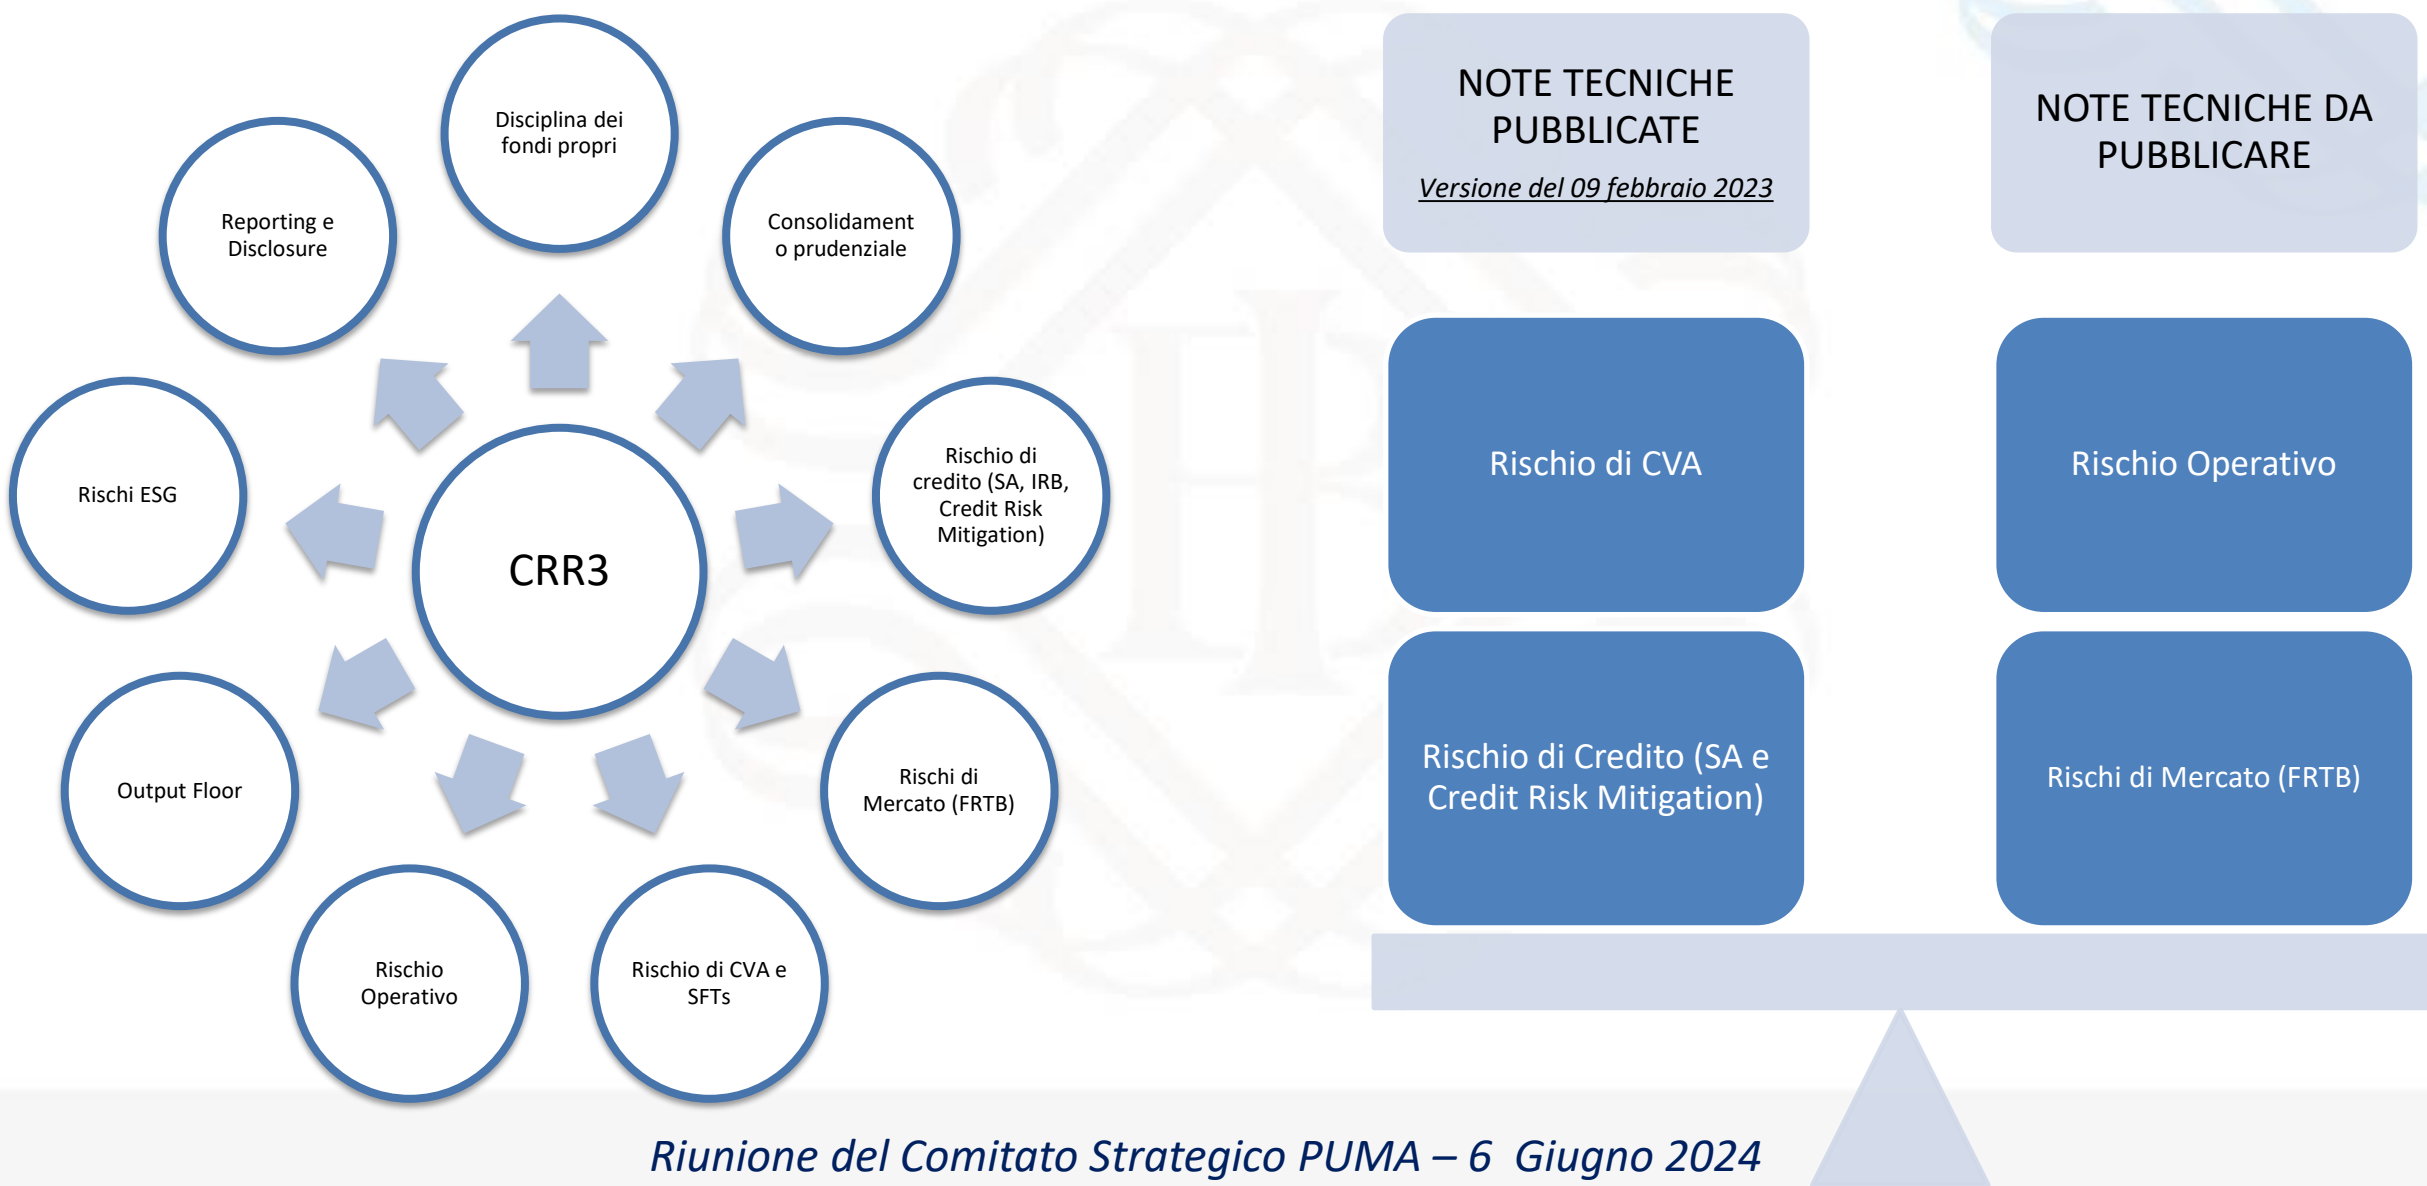 Disciplina dei
fondi propri
Consolidament
o prudenziale
Rischio di
credito (SA, IRB,
Credit Risk
Mitigation)
Rischi di
Mercato (FRTB)
Rischio di CVA e
SFTs
Rischio
Operativo
Output Floor
Rischi ESG
Reporting e
Disclosure
CRR3
NOTE TECNICHE
PUBBLICATE
Versione del 09 febbraio 2023
Rischio di CVA
Rischio di Credito (SA e
Credit Risk Mitigation)
NOTE TECNICHE DA
PUBBLICARE
Rischio Operativo
Rischi di Mercato (FRTB)
Riunione del Comitato Strategico PUMA – 6 Giugno 2024